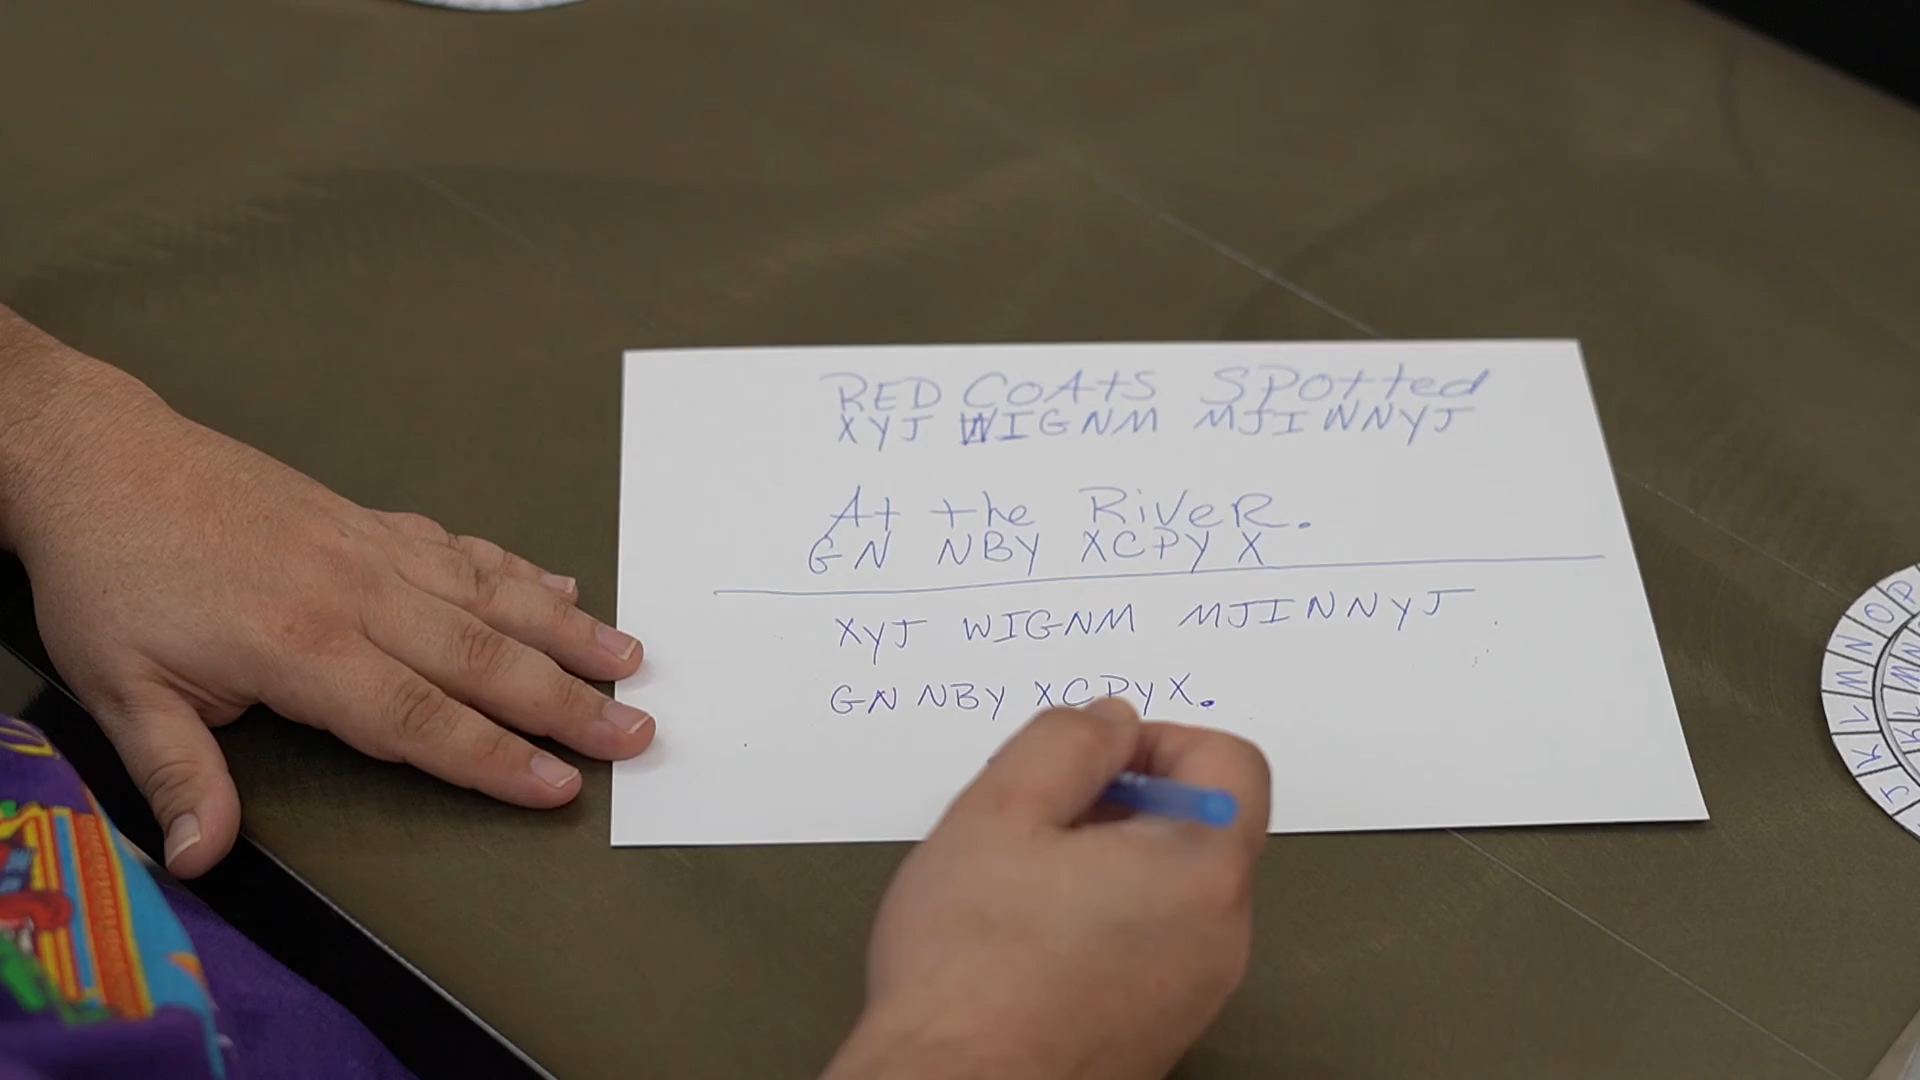 RED COAtS SPOtted
XYJ WIGNM MJINNYJ
At the RiveR.
GN NBY XCPY X
XYJ WIGNM MJINNYJ
GN NBY XCPYX.
J K L M N O P
K L M N